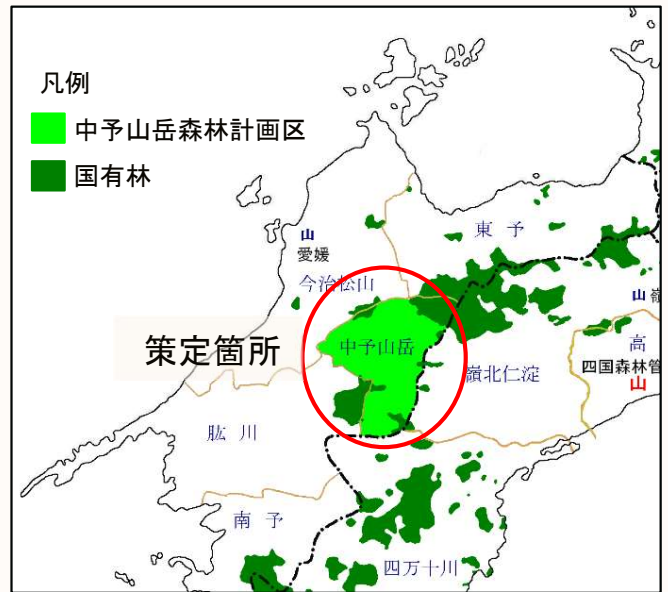 凡例
中予山岳森林計画区
国有林
東 予
山
愛媛
今治松山
山 嶺
策定箇所
中予山岳
高
嶺北仁淀
四国森林管
山
肱 川
南 予
四万十川